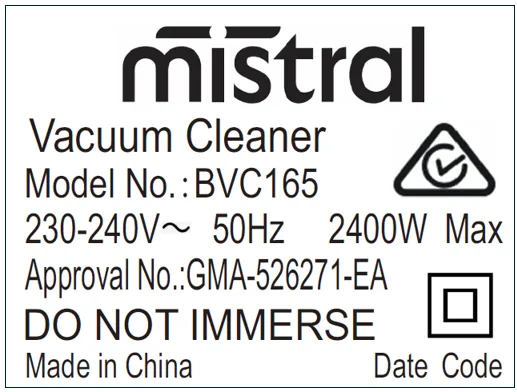 mistral
Vacuum Cleaner
Model No.:BVC165
230-240V～ 50Hz 2400W Max
Approval No.:GMA-526271-EA
DO NOT IMMERSE
Made in China Date Code